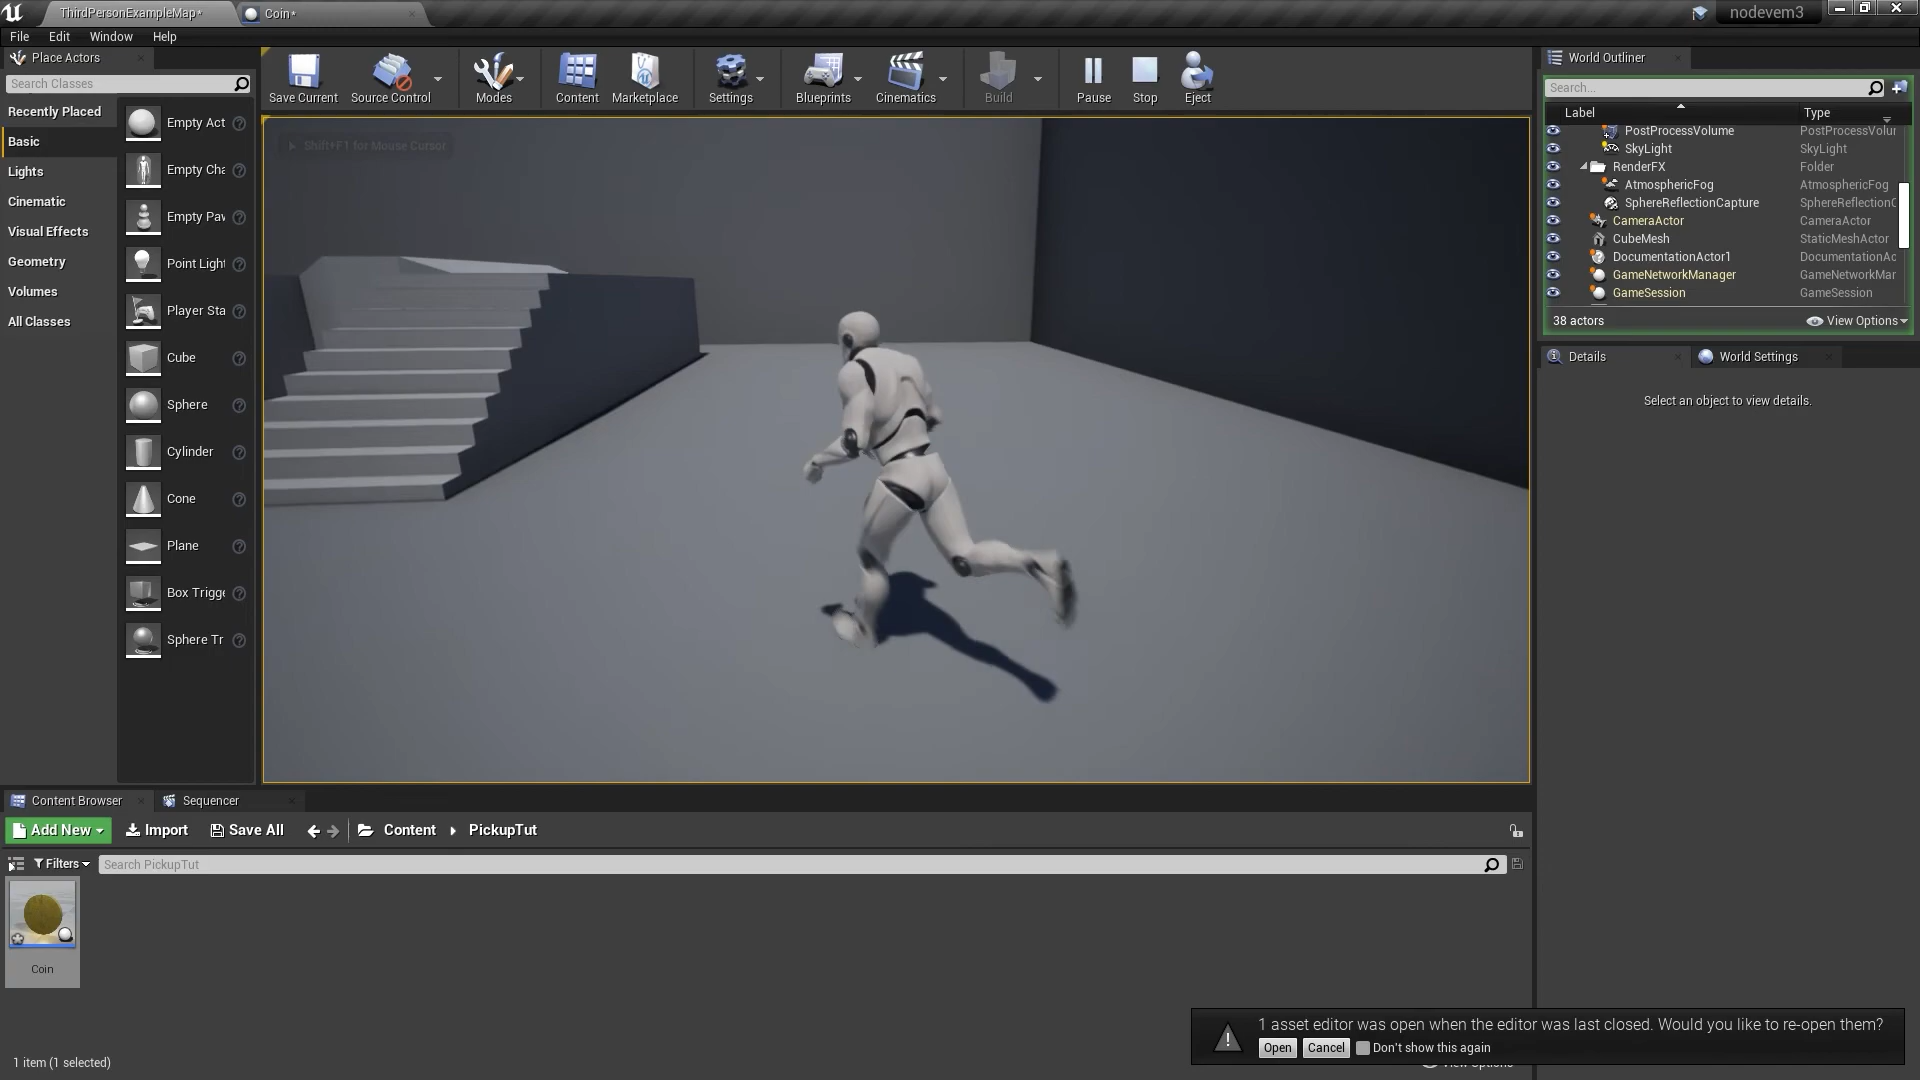 ThirdPersonExampleMap*
Coin*
nodevem3
File Edit Window Help
Place Actors
Search Classes
Recently Placed
Basic
Lights
Cinematic
Visual Effects
Geometry
Volumes
All Classes
Empty Act
Empty Cha
Empty Pav
Point Light
Player Sta
Cube
Sphere
Cylinder
Cone
Plane
Box Trigge
Sphere Tr
Save Current
Source Control
Modes
Content
Marketplace
Settings
Blueprints
Cinematics
Build
Pause
Stop
Eject
Shift+F1 for Mouse Cursor
World Outliner
Search...
Label Type
PostProcessVolume PostProcessVolur
SkyLight SkyLight
RenderFX Folder
AtmosphericFog AtmosphericFog
SphereReflectionCapture SphereReflectionC
CameraActor CameraActor
CubeMesh StaticMeshActor
DocumentationActor1 DocumentationAc
GameNetworkManager GameNetworkMar
GameSession GameSession
38 actors View Options
Details World Settings
Select an object to view details.
Content Browser Sequencer
Add New Import Save All Content PickupTut
Filters Search PickupTut
Coin
1 item (1 selected)
1 asset editor was open when the editor was last closed. Would you like to re-open them?
Open Cancel Don't show this again
View Options